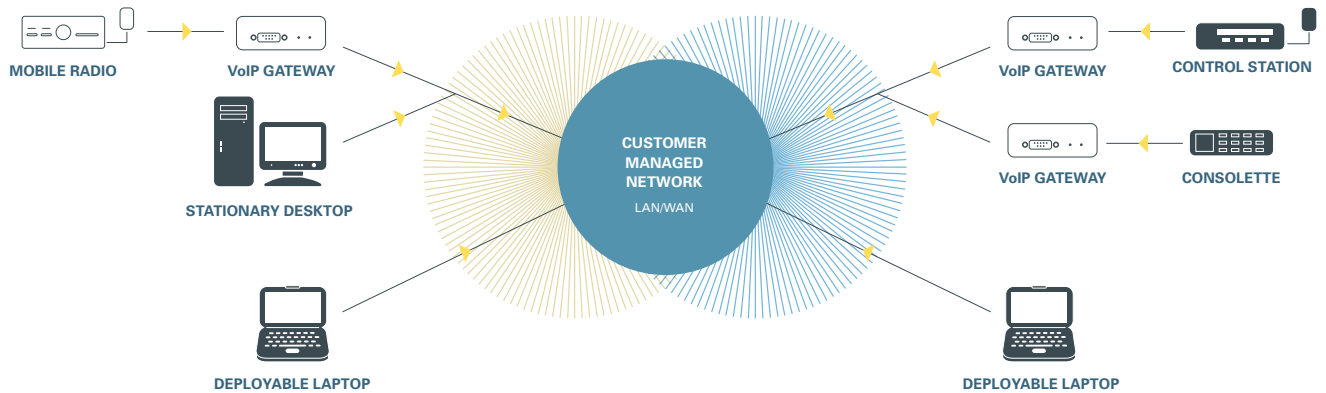 MOBILE RADIO
VoIP GATEWAY
STATIONARY DESKTOP
DEPLOYABLE LAPTOP
CUSTOMER
MANAGED
NETWORK
LAN/WAN
VoIP GATEWAY
CONTROL STATION
VoIP GATEWAY
CONSOLETTE
DEPLOYABLE LAPTOP